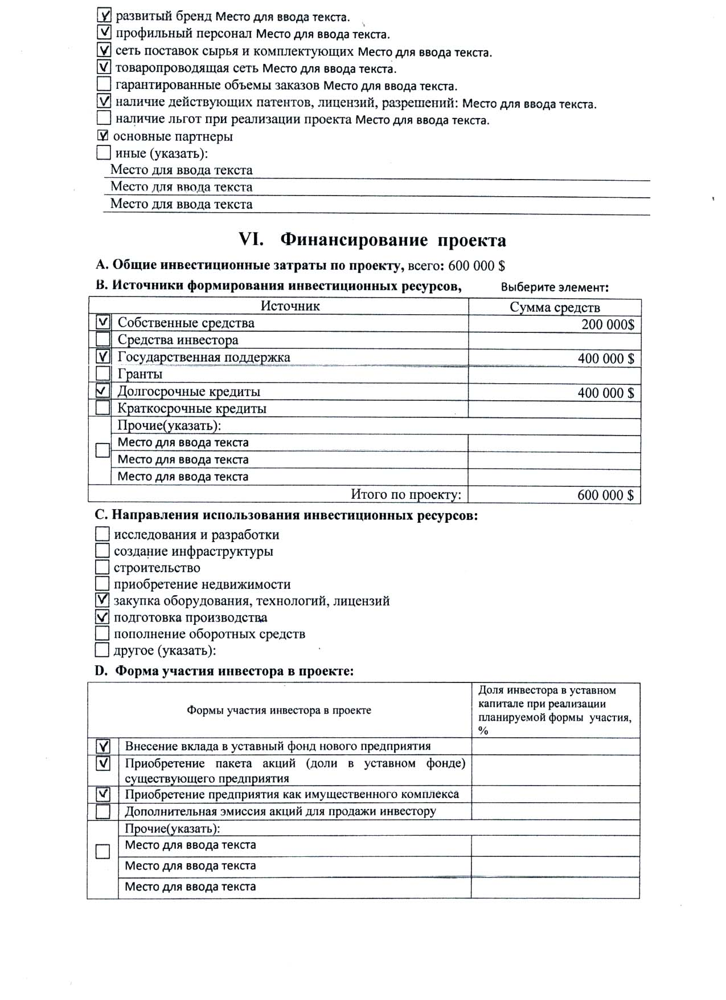 развитый бренд Место для ввода текста.
профильный персонал Место для ввода текста.
сеть поставок сырья и комплектующих Место для ввода текста.
товаропроводящая сеть Место для ввода текста.
гарантированные объемы заказов Место для ввода текста.
наличие действующих патентов, лицензий, разрешений: Место для ввода текста.
наличие льгот при реализации проекта Место для ввода текста.
основные партнеры
иные (указать):
Место для ввода текста
Место для ввода текста
Место для ввода текста
VI. Финансирование проекта
A. Общие инвестиционные затраты по проекту, всего: 600 000 $
B. Источники формирования инвестиционных ресурсов, Выберите элемент:
Источник Сумма средств
Собственные средства 200 000$
Средства инвестора
Государственная поддержка 400 000 $
Гранты
Долгосрочные кредиты 400 000 $
Краткосрочные кредиты
Прочие(указать):
Место для ввода текста
Место для ввода текста
Место для ввода текста
Итого по проекту: 600 000 $
C. Направления использования инвестиционных ресурсов:
исследования и разработки
создание инфраструктуры
строительство
приобретение недвижимости
закупка оборудования, технологий, лицензий
подготовка производства
пополнение оборотных средств
другое (указать):
D. Форма участия инвестора в проекте:
Формы участия инвестора в проекте
Доля инвестора в уставном
капитале при реализации
планируемой формы участия,
%
Внесение вклада в уставный фонд нового предприятия
Приобретение пакета акций (доли в уставном фонде)
существующего предприятия
Приобретение предприятия как имущественного комплекса
Дополнительная эмиссия акций для продажи инвестору
Прочие(указать):
Место для ввода текста
Место для ввода текста
Место для ввода текста